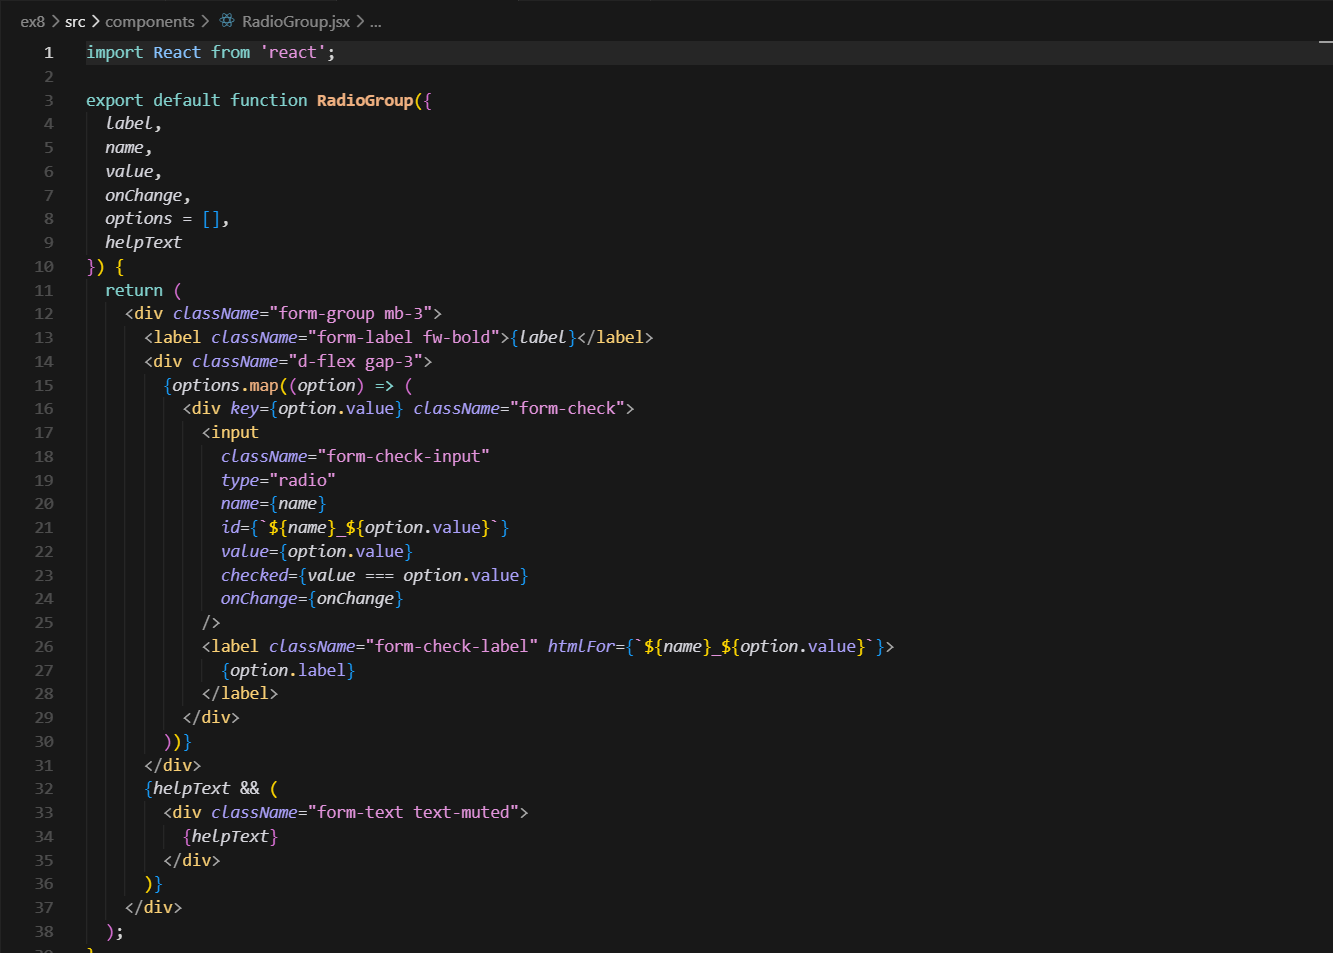 ex8 > src > components > RadioGroup.jsx > ...
1 import React from 'react';
2
3 export default function RadioGroup({
4   label,
5   name,
6   value,
7   onChange,
8   options = [],
9   helpText
10 }) {
11   return (
12     <div className="form-group mb-3">
13       <label className="form-label fw-bold">{label}</label>
14       <div className="d-flex gap-3">
15         {options.map((option) => (
16           <div key={option.value} className="form-check">
17             <input
18               className="form-check-input"
19               type="radio"
20               name={name}
21               id={`${name}_${option.value}`}
22               value={option.value}
23               checked={value === option.value}
24               onChange={onChange}
25             />
26             <label className="form-check-label" htmlFor={`${name}_${option.value}`}>
27               {option.label}
28             </label>
29           </div>
30         ))}
31       </div>
32       {helpText && (
33         <div className="form-text text-muted">
34           {helpText}
35         </div>
36       )}
37     </div>
38   );
39 }